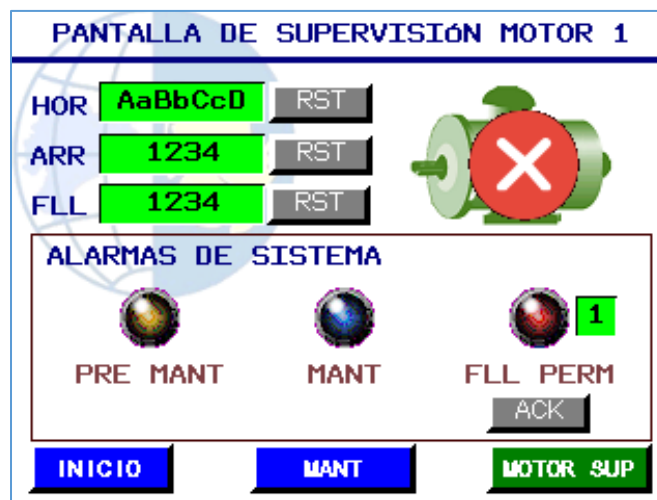 PANTALLA DE SUPERVISIóN MOTOR 1
HOR AaBbCcD RST
ARR 1234 RST
FLL 1234 RST
ALARMAS DE SISTEMA
1
PRE MANT MANT FLL PERM
ACK
INICIO MANT MOTOR SUP